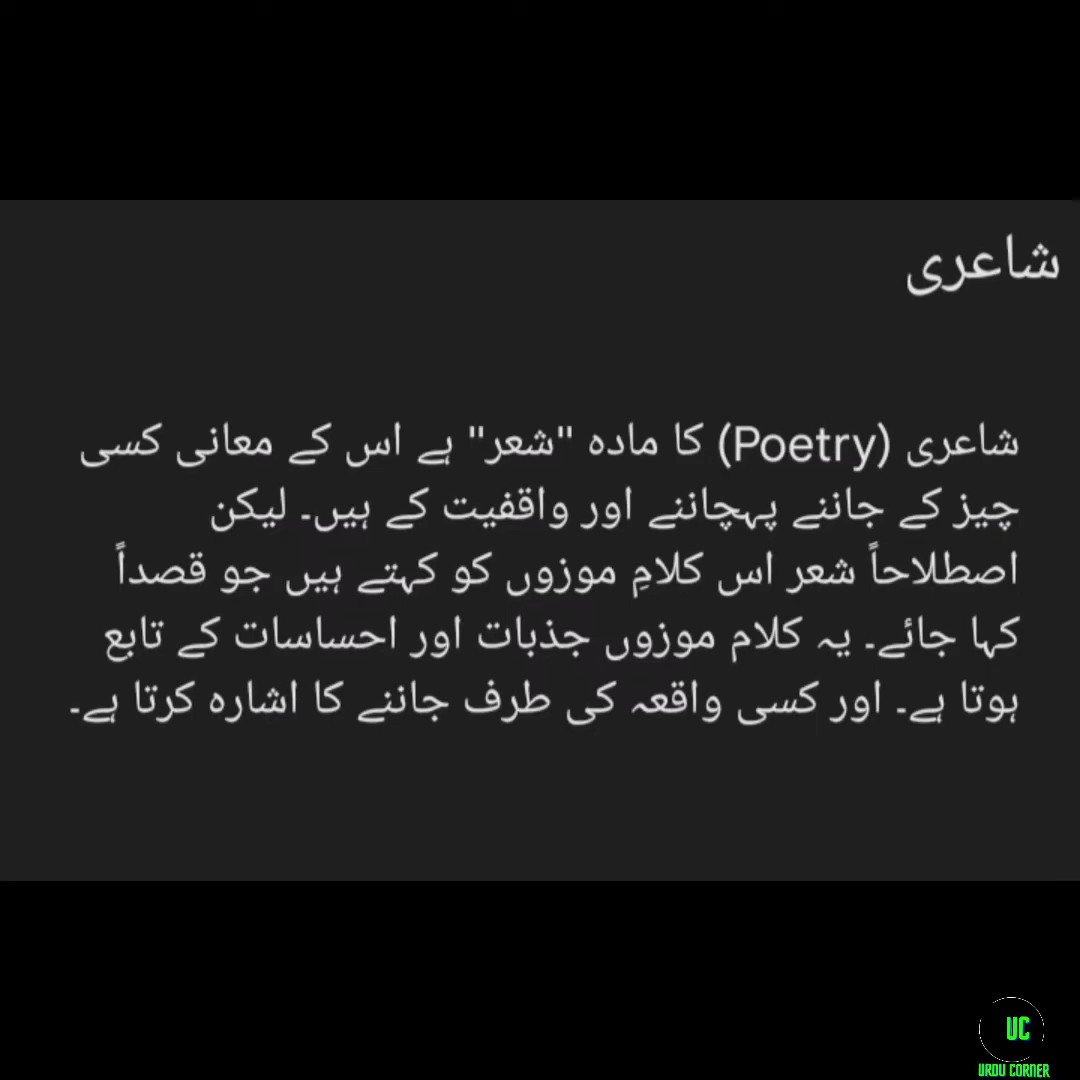 شاعری
شاعری (Poetry) کا مادہ "شعر" ہے اس کے معانی کسی
چیز کے جاننے پہچاننے اور واقفیت کے ہیں۔ لیکن
اصطلاحاً شعر اس کلامِ موزوں کو کہتے ہیں جو قصداً
کہا جائے۔ یہ کلام موزوں جذبات اور احساسات کے تابع
ہوتا ہے۔ اور کسی واقعہ کی طرف جاننے کا اشارہ کرتا ہے۔
UC
URDU CORNER